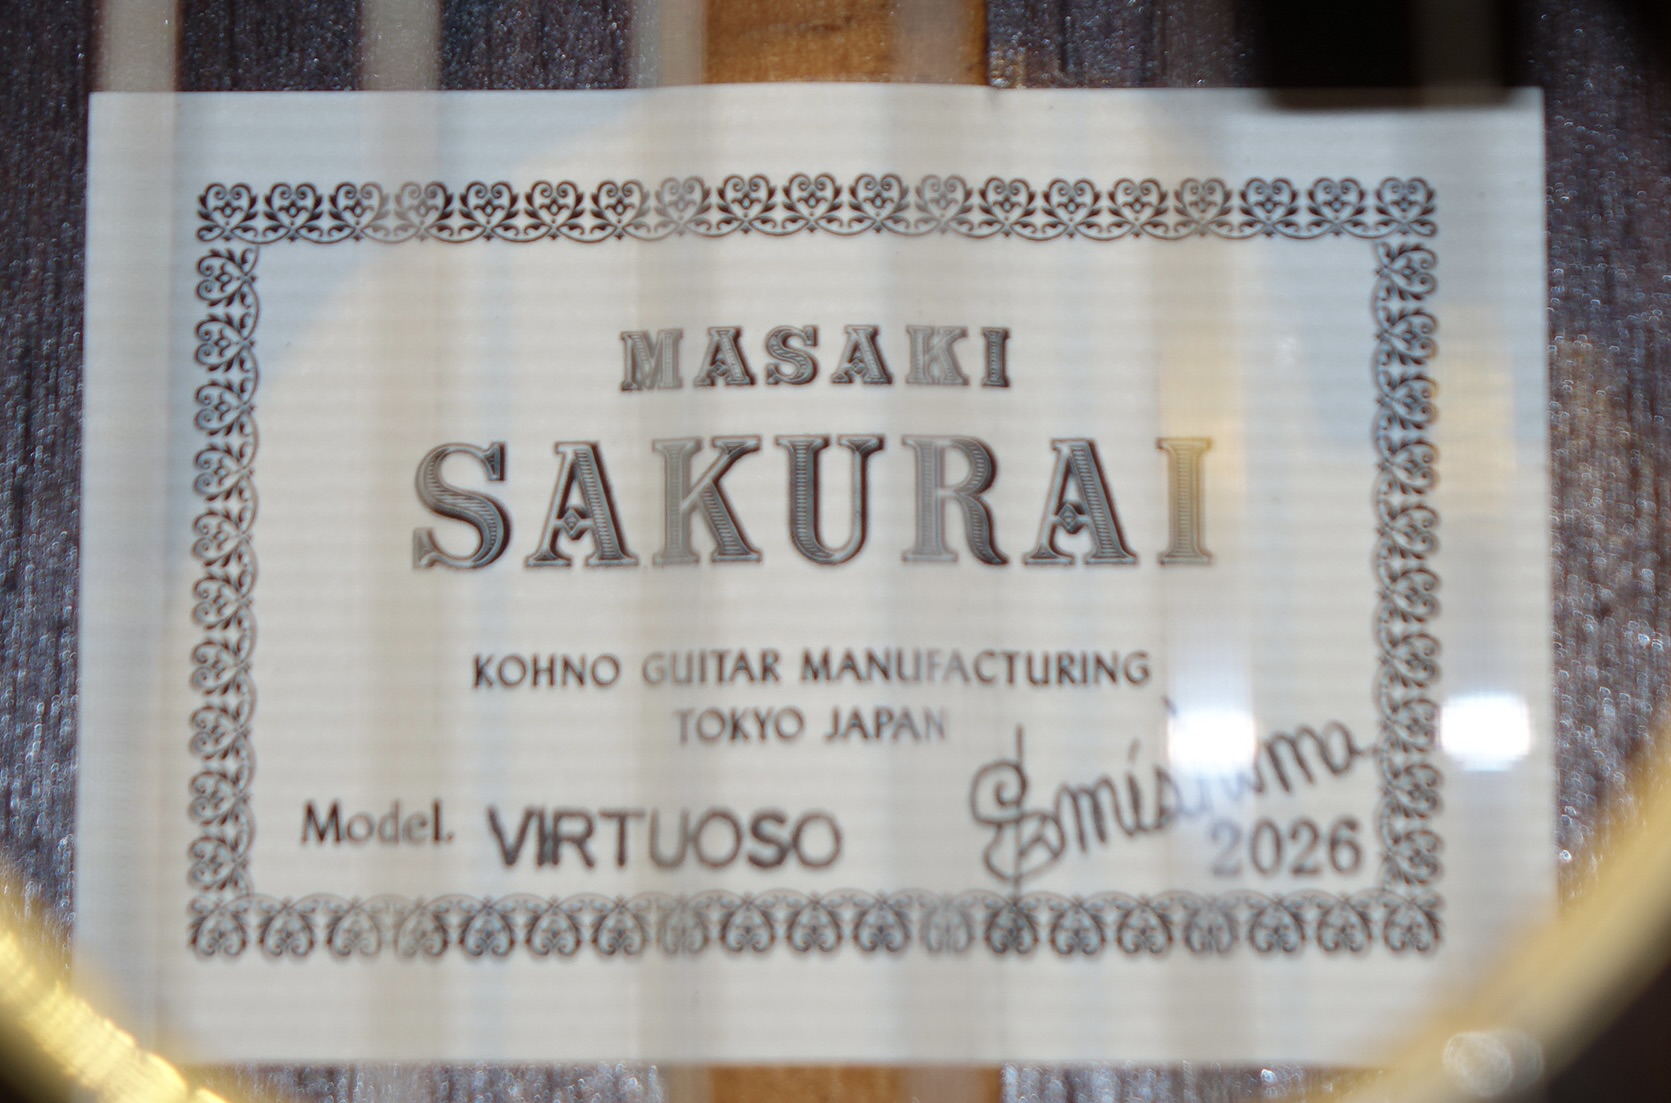 MASAKI
SAKURAI
KOHNO GUITAR MANUFACTURING
TOKYO JAPAN
Model. VIRTUOSO
2026